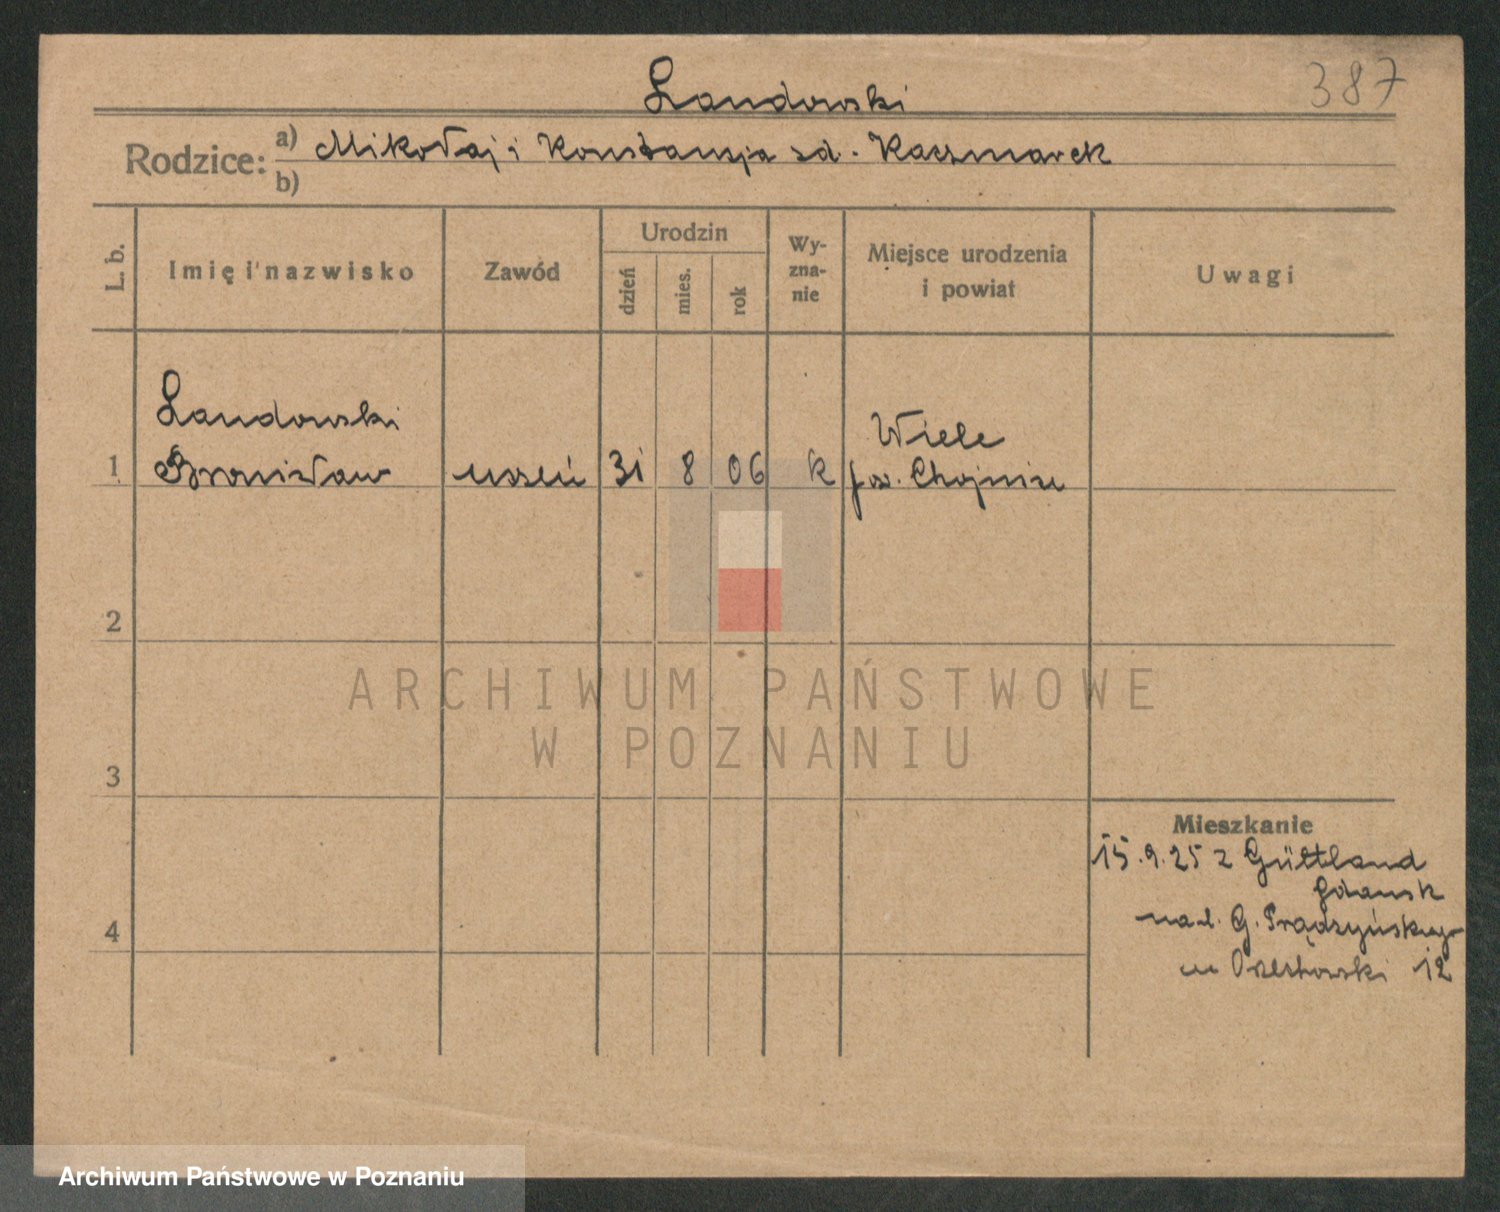 387
Landowski
Rodzice: a) Mikołaj i Konstancja zd. Kaczmarek
b)
L. b.
Imię i nazwisko
Zawód
Urodzin
dzień
mies.
rok
Wy-
zna-
nie
Miejsce urodzenia
i powiat
Uwagi
Landowski
Wiele
1 Bronisław uczeń 31 8 06 k pow. Chojnice
2
ARCHIWUM PAŃSTWOWE
W POZNANIU
3
Mieszkanie
15.9.25 z Güttland
Gdańsk
na ul. G. Prądzyńskiego
u 12
4
Archiwum Państwowe w Poznaniu